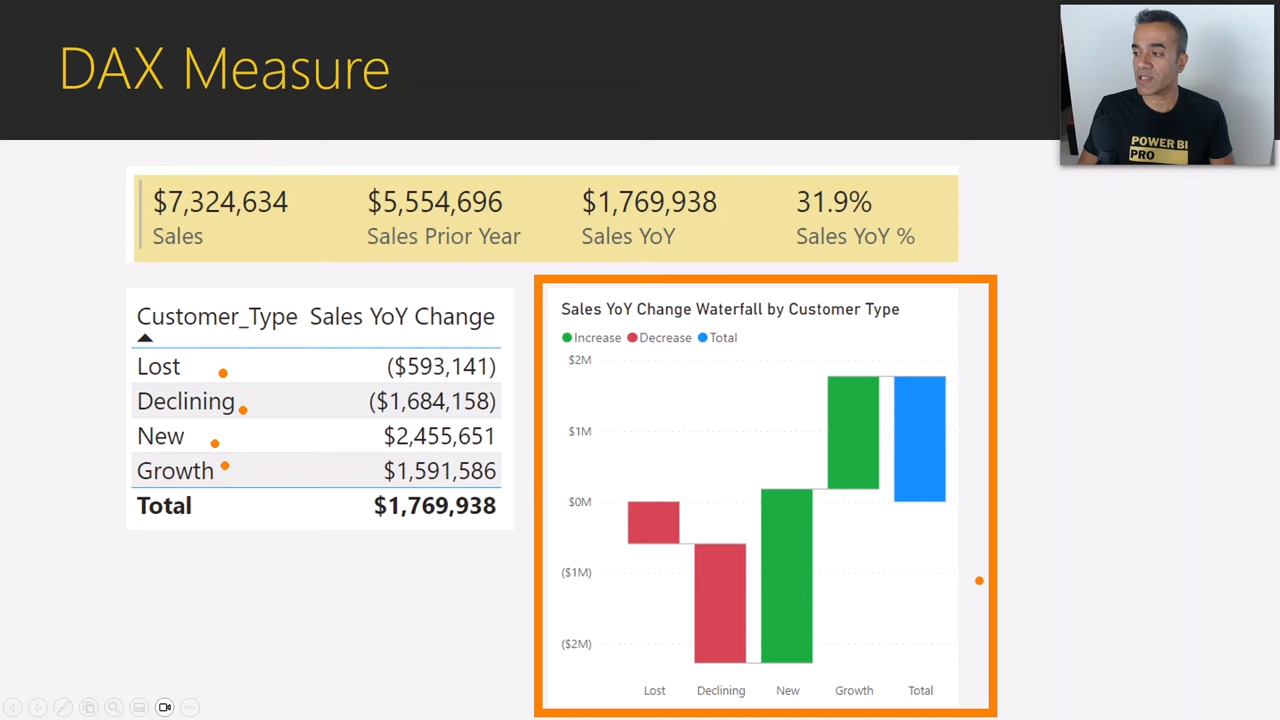 DAX Measure
POWER BI
PRO
$7,324,634 $5,554,696 $1,769,938 31.9%
Sales Sales Prior Year Sales YoY Sales YoY %
Customer_Type Sales YoY Change
Lost ($593,141)
Declining ($1,684,158)
New $2,455,651
Growth $1,591,586
Total $1,769,938
Sales YoY Change Waterfall by Customer Type
Increase Decrease Total
$2M
$1M
$0M
($1M)
($2M)
Lost Declining New Growth Total